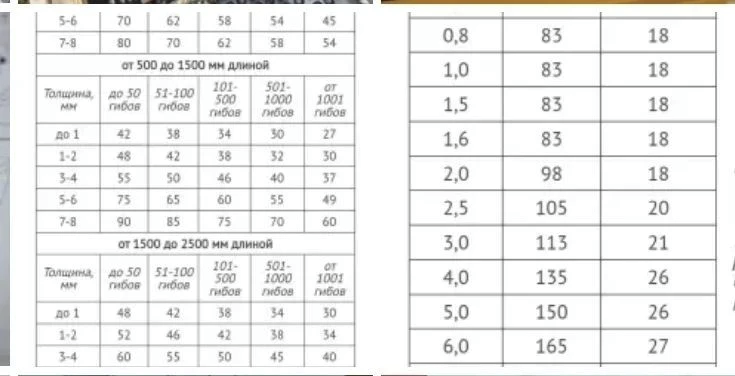 5-6 70 62 58 54 45
7-8 80 70 62 58 54
от 500 до 1500 мм длиной
Толщина, мм до 50 гибов 51-100 гибов 101-500 гибов 501-1000 гибов от 1001 гибов
до 1 42 38 34 30 27
1-2 48 42 38 32 30
3-4 55 50 46 40 37
5-6 75 65 60 55 49
7-8 90 85 75 70 60
от 1500 до 2500 мм длиной
Толщина, мм до 50 гибов 51-100 гибов 101-500 гибов 501-1000 гибов от 1001 гибов
до 1 48 42 38 34 30
1-2 52 46 42 38 34
3-4 60 55 50 45 40
0,8 83 18
1,0 83 18
1,5 83 18
1,6 83 18
2,0 98 18
2,5 105 20
3,0 113 21
4,0 135 26
5,0 150 26
6,0 165 27